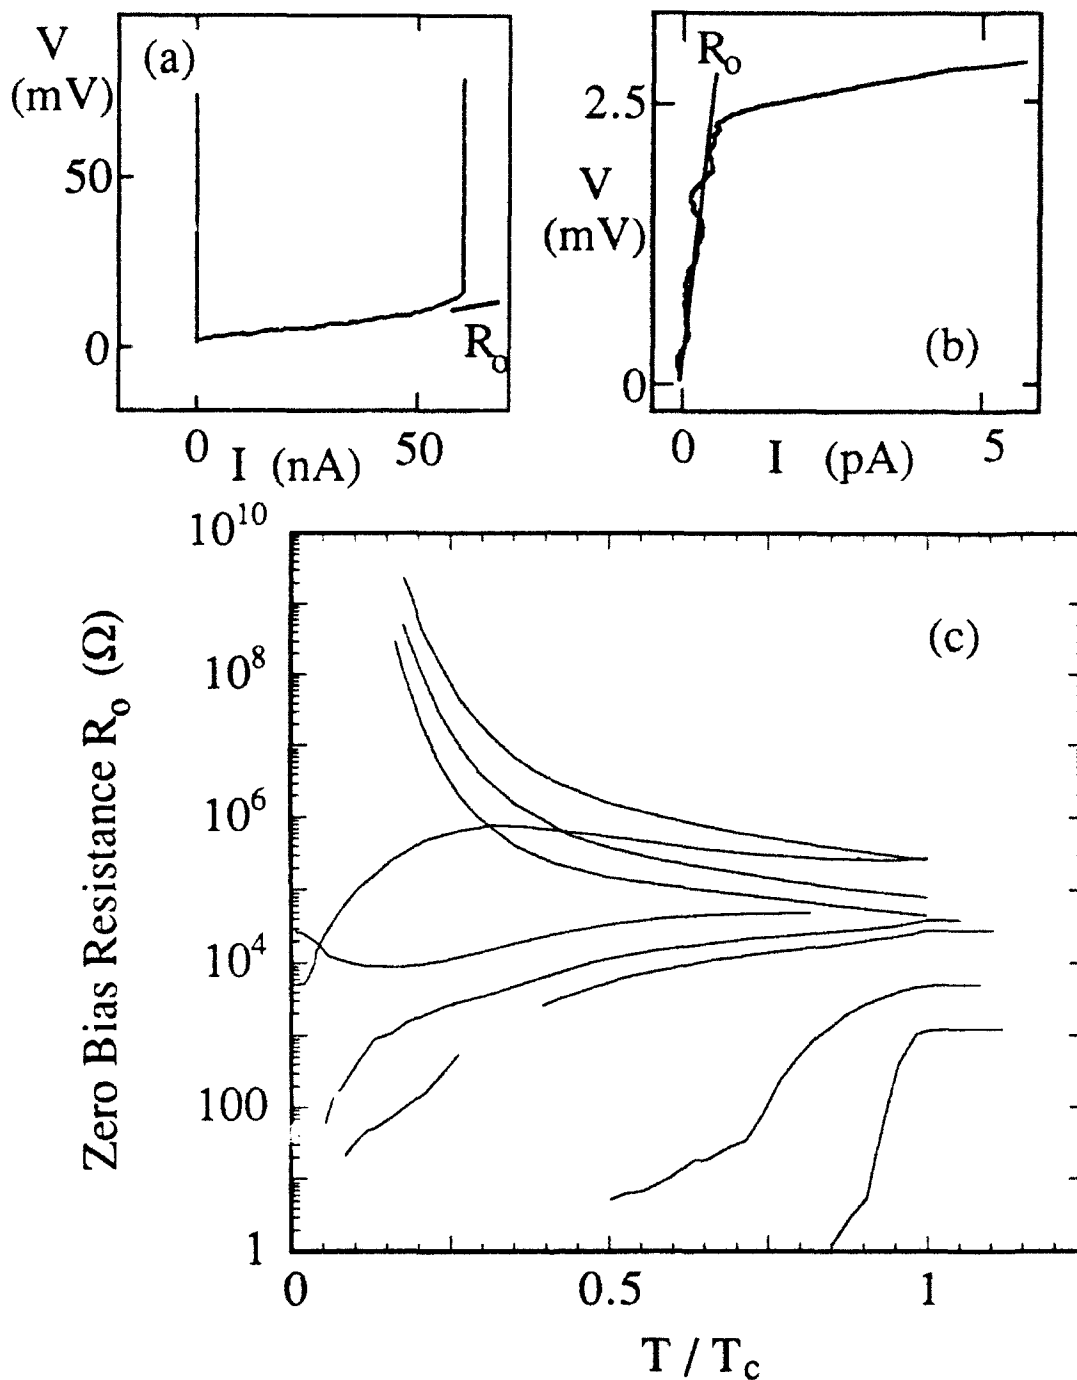 V
(mV)
(a)
50
0
R₀
0
50
I (nA)
R₀
2.5
V
(mV)
(b)
0
0
5
I (pA)
10¹⁰
10⁸
10⁶
10⁴
100
1
Zero Bias Resistance R₀ (Ω)
(c)
0
0.5
1
T / T_c